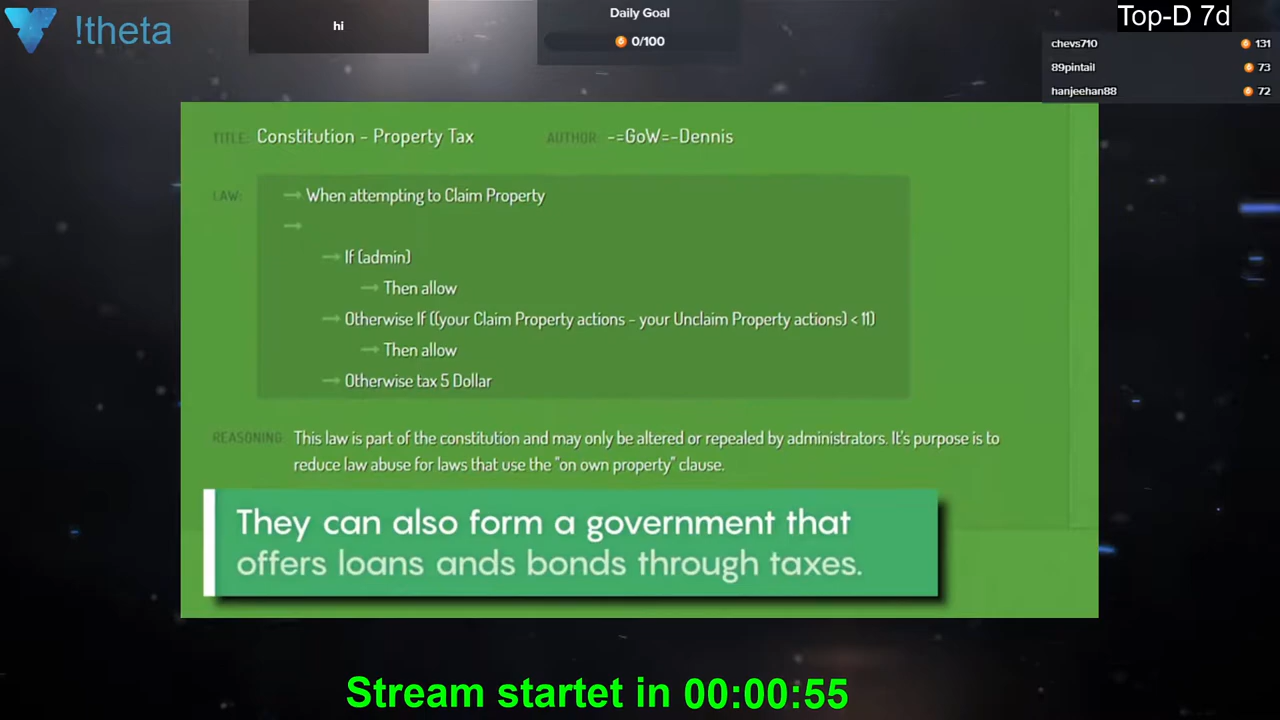 !theta
hi
Daily Goal
0/100
Top-D 7d
chevs710 131
89pintail 73
hanjeehan88 72
TITLE: Constitution - Property Tax AUTHOR: -=GoW=-Dennis
LAW: → When attempting to Claim Property
→
→ If (admin)
→ Then allow
→ Otherwise If ((your Claim Property actions - your Unclaim Property actions) < 11)
→ Then allow
→ Otherwise tax 5 Dollar
REASONING This law is part of the constitution and may only be altered or repealed by administrators. It's purpose is to
reduce law abuse for laws that use the "on own property" clause.
They can also form a government that
offers loans ands bonds through taxes.
Stream startet in 00:00:55